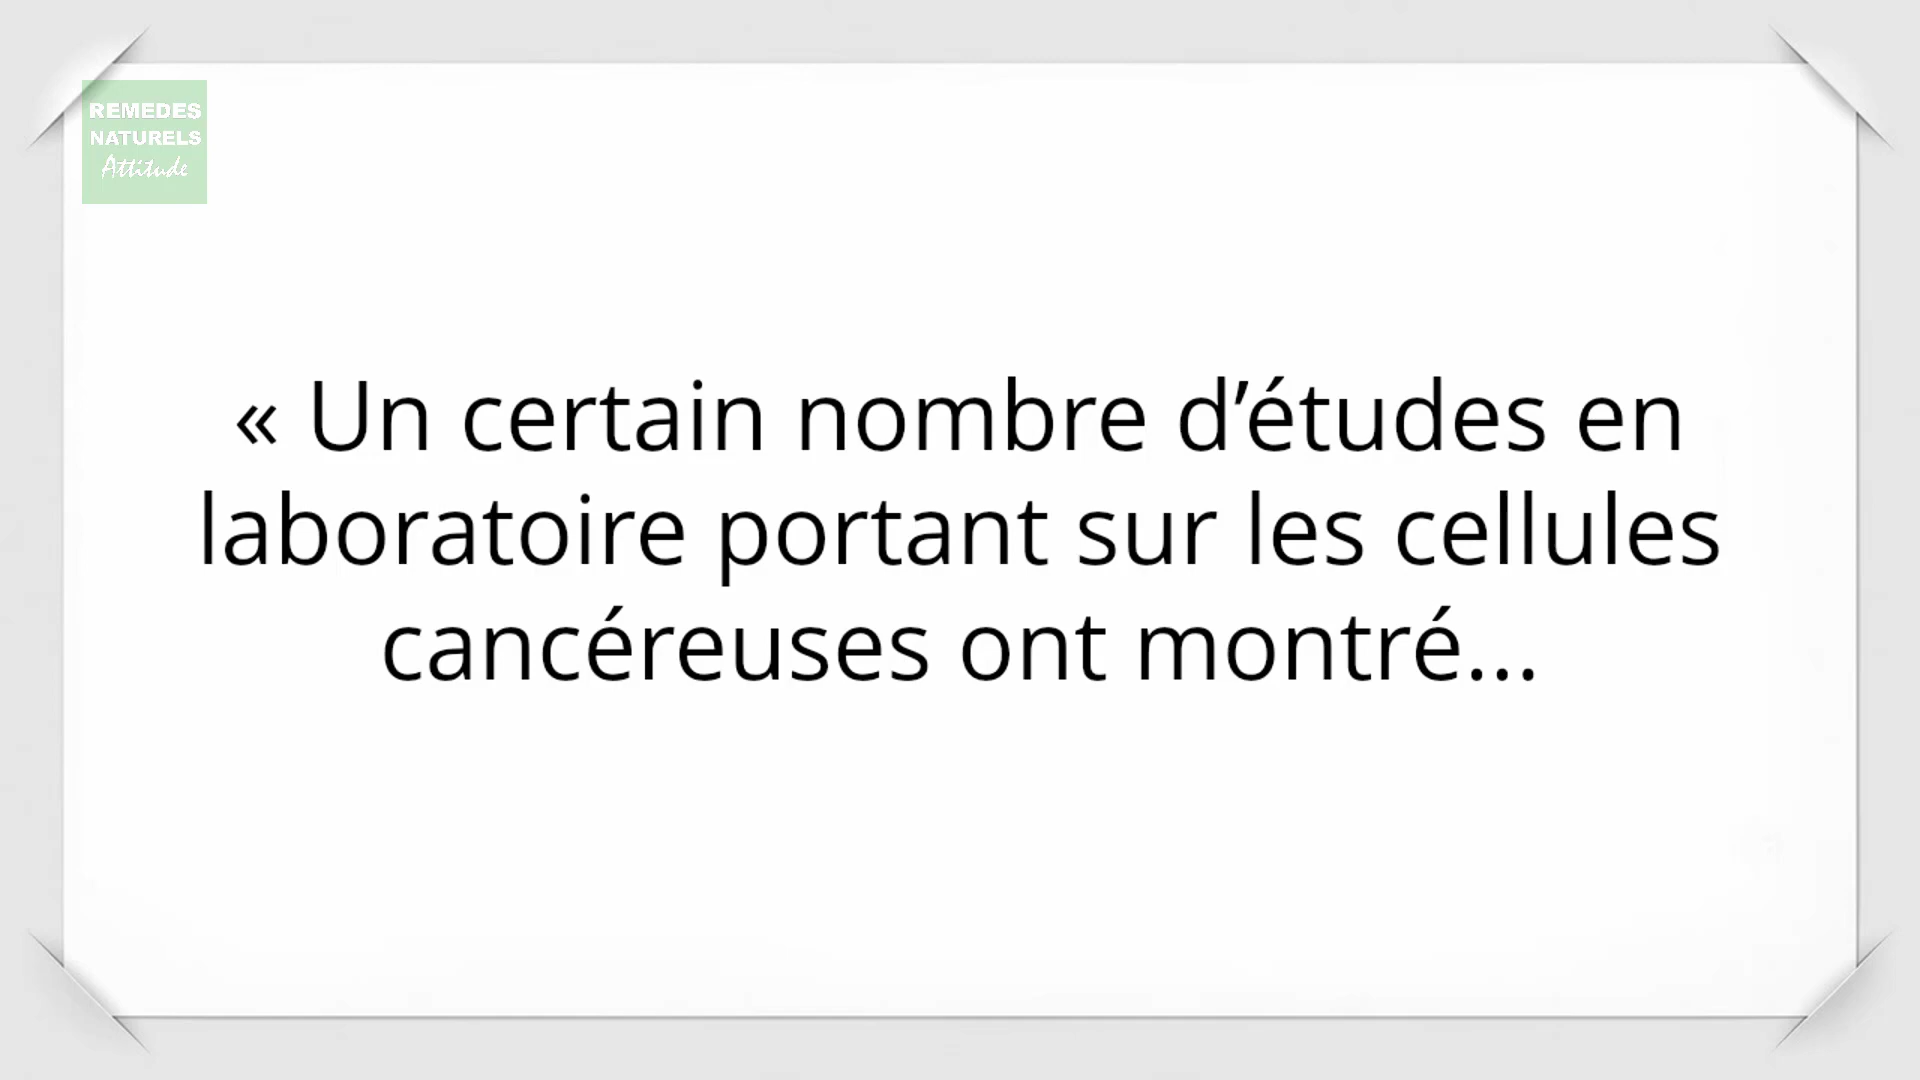 REMEDES
NATURELS
Attitude
« Un certain nombre d’études en
laboratoire portant sur les cellules
cancéreuses ont montré...